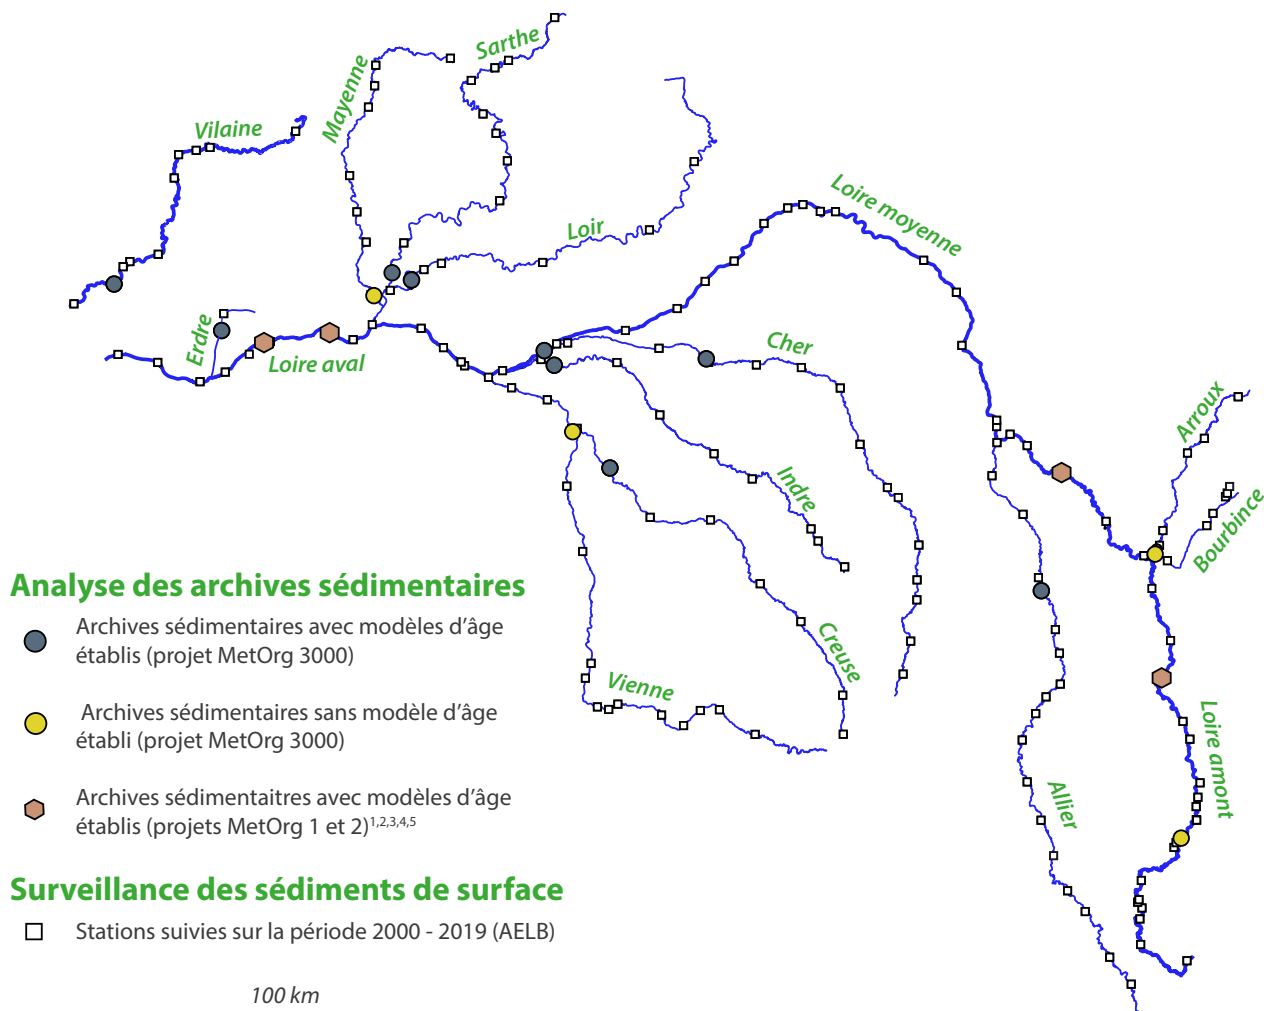 Sarthe
Mayenne
Vilaine
Loire moyenne
Loir
Erdre
Loire aval
Cher
Arroux
Indre
Bourbince
Creuse
Vienne
Loire amont
Allier
Analyse des archives sédimentaires
Archives sédimentaires avec modèles d’âge
établis (projet MetOrg 3000)
Archives sédimentaires sans modèle d’âge
établi (projet MetOrg 3000)
Archives sédimentaitres avec modèles d’âge
établis (projets MetOrg 1 et 2)1,2,3,4,5
Surveillance des sédiments de surface
Stations suivies sur la période 2000 - 2019 (AELB)
100 km